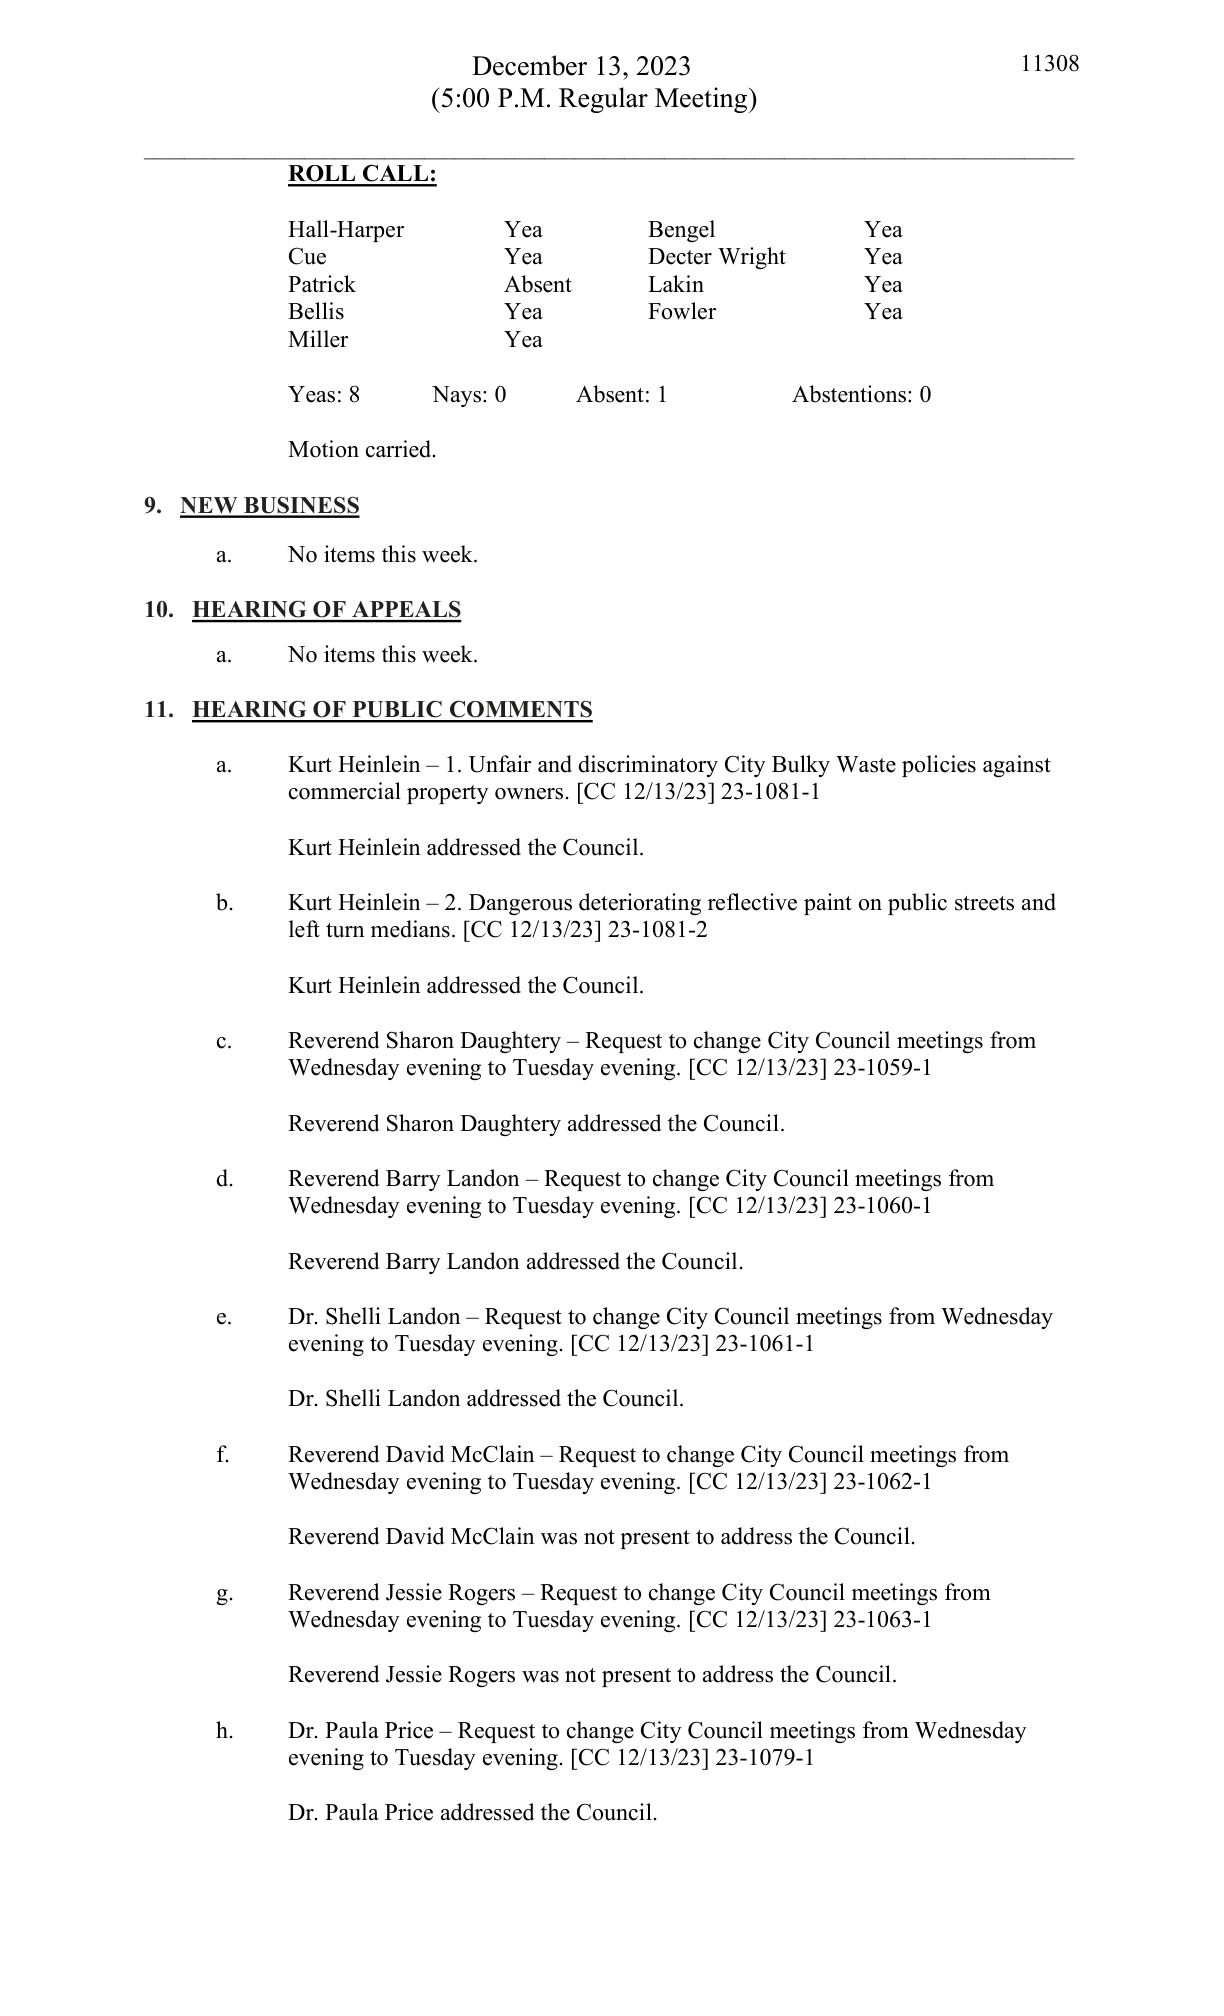 December 13, 2023 11308
(5:00 P.M. Regular Meeting)
ROLL CALL:
Hall-Harper Yea Bengel Yea
Cue Yea Decter Wright Yea
Patrick Absent Lakin Yea
Bellis Yea Fowler Yea
Miller Yea
Yeas: 8 Nays: 0 Absent: 1 Abstentions: 0
Motion carried.
9. NEW BUSINESS
a. No items this week.
10. HEARING OF APPEALS
a. No items this week.
11. HEARING OF PUBLIC COMMENTS
a. Kurt Heinlein – 1. Unfair and discriminatory City Bulky Waste policies against
commercial property owners. [CC 12/13/23] 23-1081-1
Kurt Heinlein addressed the Council.
b. Kurt Heinlein – 2. Dangerous deteriorating reflective paint on public streets and
left turn medians. [CC 12/13/23] 23-1081-2
Kurt Heinlein addressed the Council.
c. Reverend Sharon Daughtery – Request to change City Council meetings from
Wednesday evening to Tuesday evening. [CC 12/13/23] 23-1059-1
Reverend Sharon Daughtery addressed the Council.
d. Reverend Barry Landon – Request to change City Council meetings from
Wednesday evening to Tuesday evening. [CC 12/13/23] 23-1060-1
Reverend Barry Landon addressed the Council.
e. Dr. Shelli Landon – Request to change City Council meetings from Wednesday
evening to Tuesday evening. [CC 12/13/23] 23-1061-1
Dr. Shelli Landon addressed the Council.
f. Reverend David McClain – Request to change City Council meetings from
Wednesday evening to Tuesday evening. [CC 12/13/23] 23-1062-1
Reverend David McClain was not present to address the Council.
g. Reverend Jessie Rogers – Request to change City Council meetings from
Wednesday evening to Tuesday evening. [CC 12/13/23] 23-1063-1
Reverend Jessie Rogers was not present to address the Council.
h. Dr. Paula Price – Request to change City Council meetings from Wednesday
evening to Tuesday evening. [CC 12/13/23] 23-1079-1
Dr. Paula Price addressed the Council.